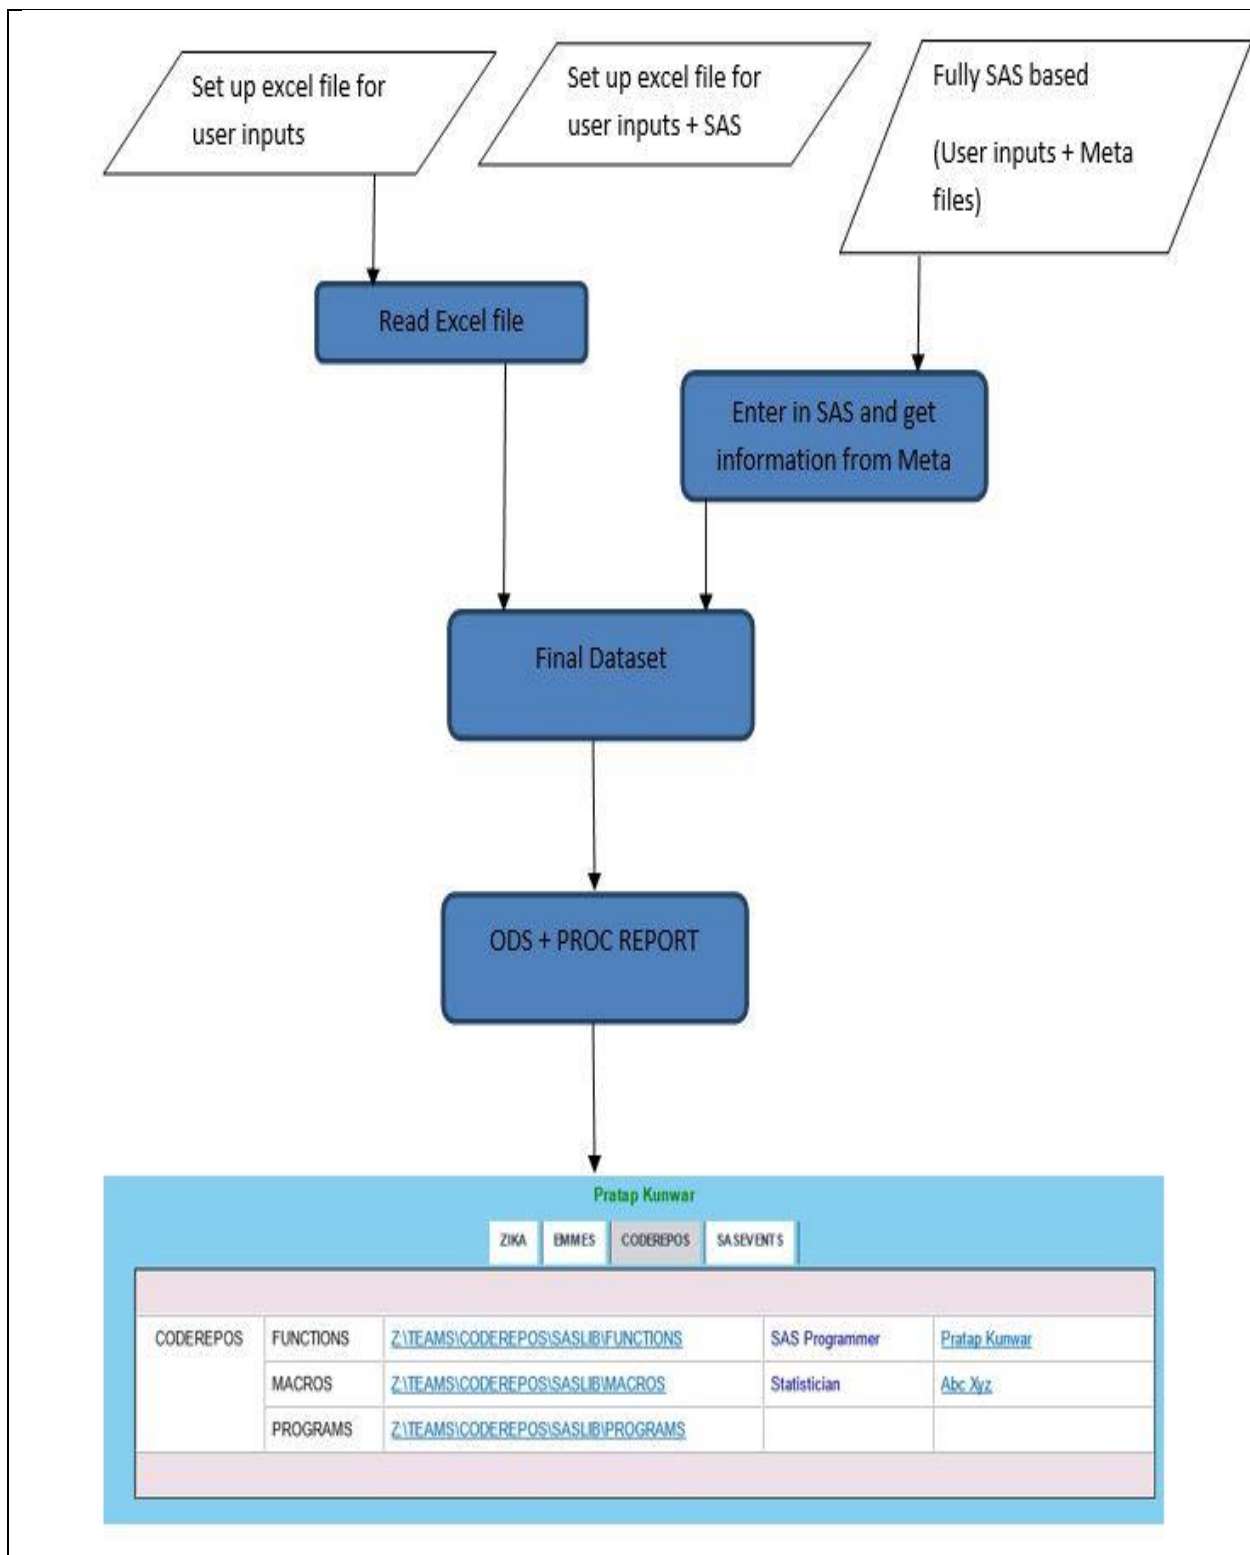 Set up excel file for
user inputs
Set up excel file for
user inputs + SAS
Fully SAS based
(User inputs + Meta
files)
Read Excel file
Enter in SAS and get
information from Meta
Final Dataset
ODS + PROC REPORT
Pratap Kunwar
ZIKA EMMES CODEREPOS SASEVENTS
CODEREPOS FUNCTIONS Z:\TEAMS\CODEREPOS\SASLIB\FUNCTIONS SAS Programmer Pratap Kunwar
MACROS Z:\TEAMS\CODEREPOS\SASLIB\MACROS Statistician Abc Xyz
PROGRAMS Z:\TEAMS\CODEREPOS\SASLIB\PROGRAMS